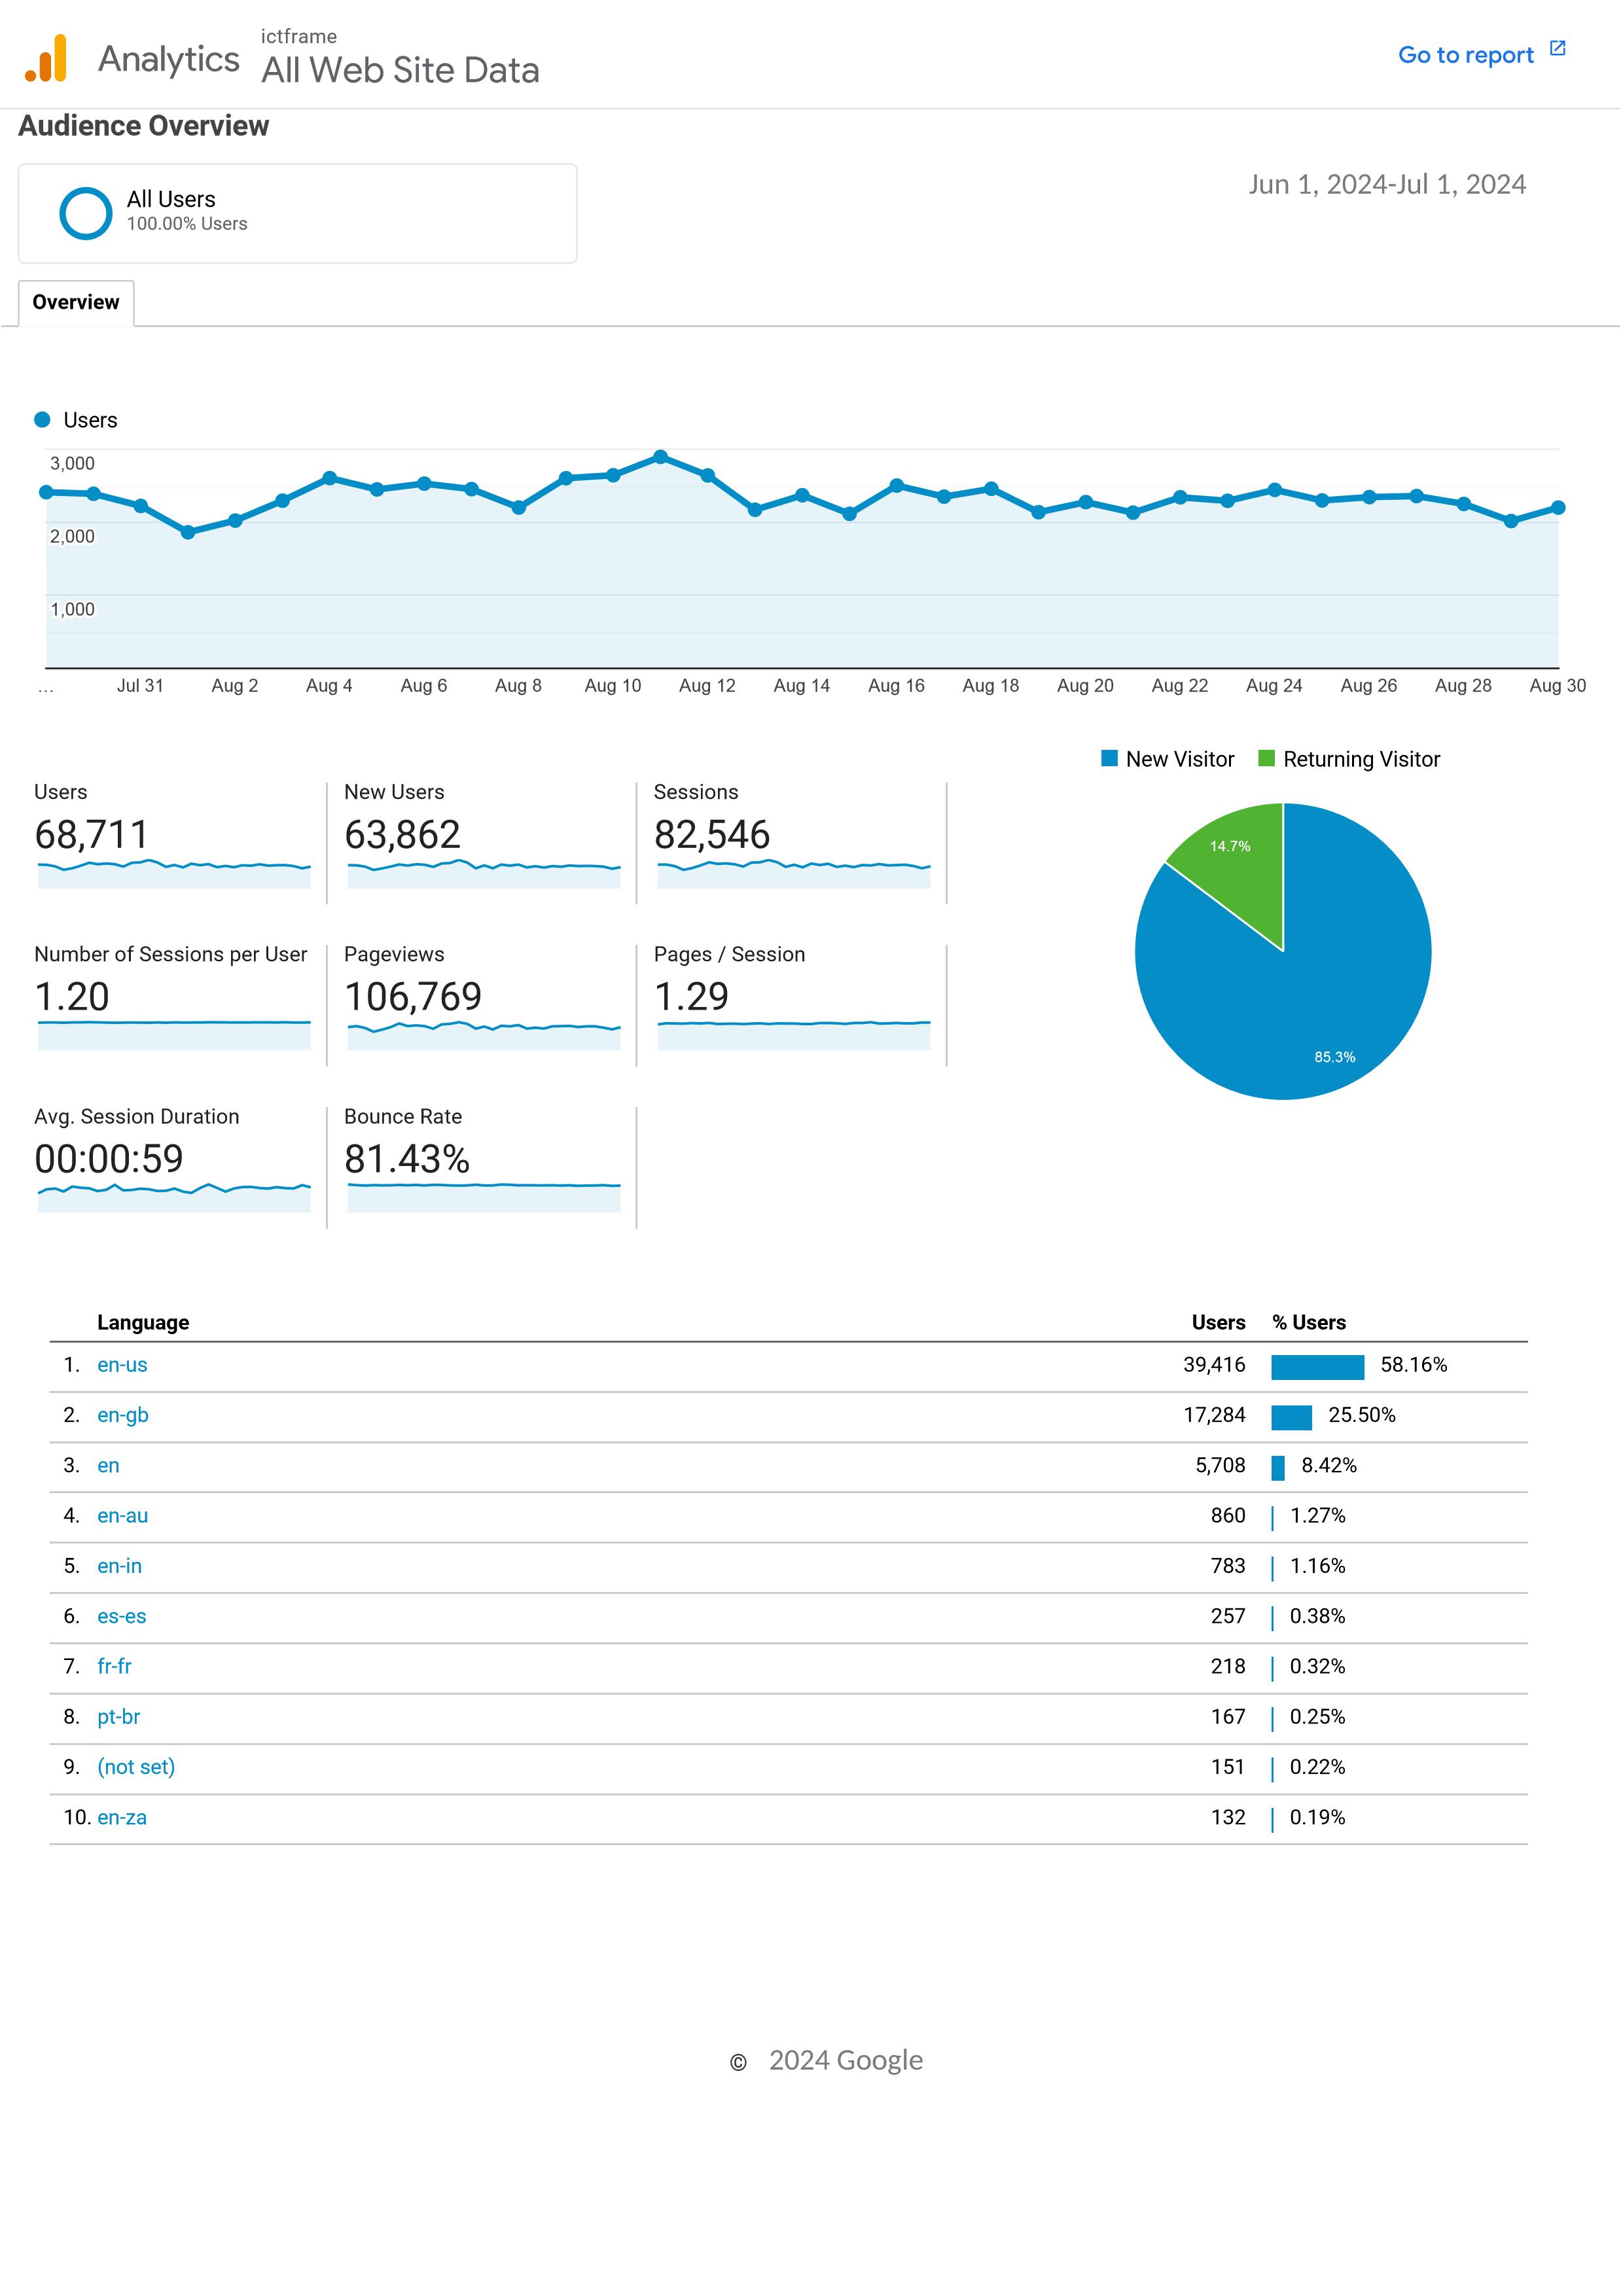 Analytics
ictframe
All Web Site Data
Go to report
Audience Overview
All Users
100.00% Users
Jun 1, 2024-Jul 1, 2024
Overview
Users
3,000
2,000
1,000
... Jul 31 Aug 2 Aug 4 Aug 6 Aug 8 Aug 10 Aug 12 Aug 14 Aug 16 Aug 18 Aug 20 Aug 22 Aug 24 Aug 26 Aug 28 Aug 30
New Visitor Returning Visitor
14.7%
85.3%
Users
68,711
New Users
63,862
Sessions
82,546
Number of Sessions per User
1.20
Pageviews
106,769
Pages / Session
1.29
Avg. Session Duration
00:00:59
Bounce Rate
81.43%
Language Users % Users
1. en-us 39,416 58.16%
2. en-gb 17,284 25.50%
3. en 5,708 8.42%
4. en-au 860 1.27%
5. en-in 783 1.16%
6. es-es 257 0.38%
7. fr-fr 218 0.32%
8. pt-br 167 0.25%
9. (not set) 151 0.22%
10. en-za 132 0.19%
© 2024 Google